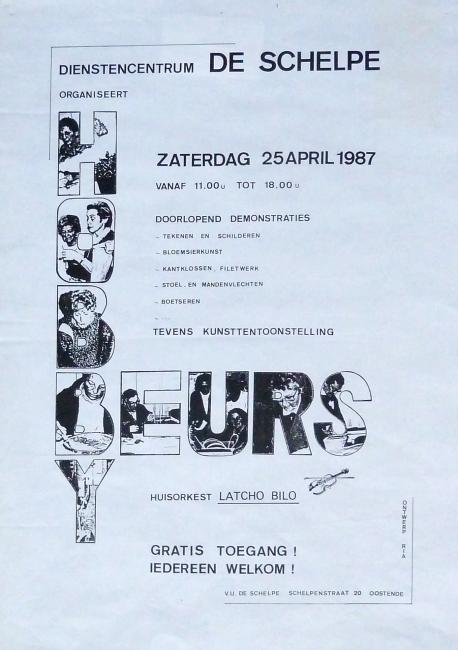 DIENSTENCENTRUM DE SCHELPE
ORGANISEERT
HOBBY
BEURS
ZATERDAG 25 APRIL 1987
VANAF 11.00u TOT 18.00u
DOORLOPEND DEMONSTRATIES
- TEKENEN EN SCHILDEREN
- BLOEMSIERKUNST
- KANTKLOSSEN, FILETWERK
- STOEL. EN MANDENVLECHTEN
- BOETSEREN
- ...
TEVENS KUNSTTENTOONSTELLING
HUISORKEST LATCHO BILO
GRATIS TOEGANG!
IEDEREEN WELKOM!
ONTWERP RIA
V.U. DE SCHELPE SCHELPENSTRAAT 20 OOSTENDE